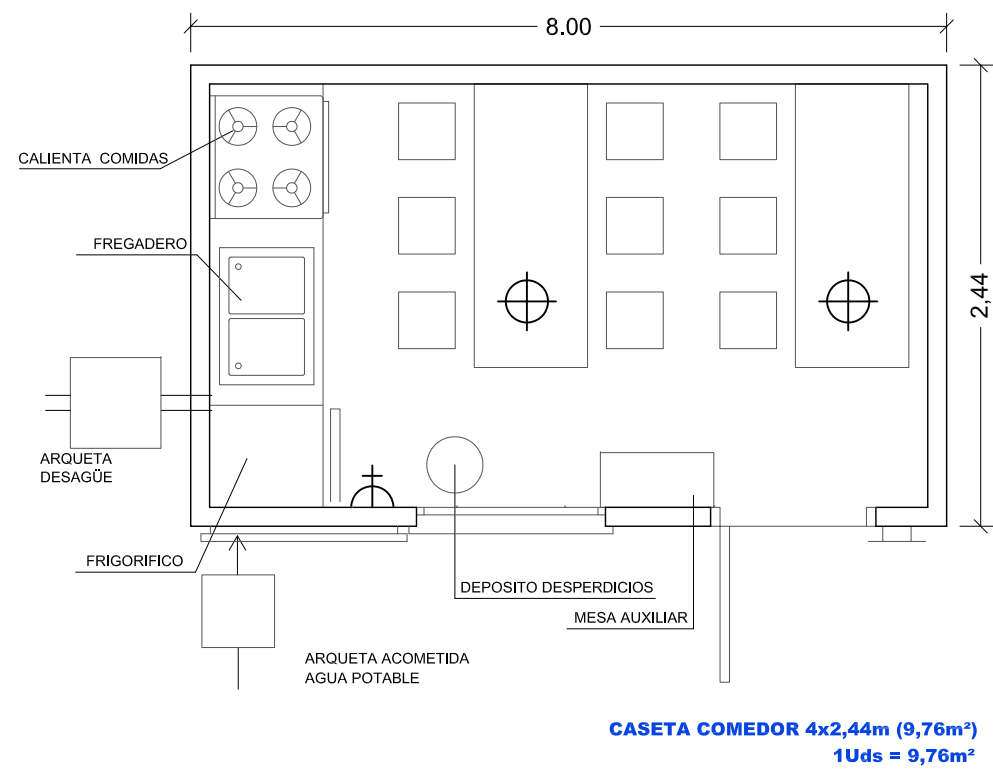 8.00
CALIENTA COMIDAS
FREGADERO
2,44
ARQUETA
DESAGÜE
FRIGORIFICO
DEPOSITO DESPERDICIOS
MESA AUXILIAR
ARQUETA ACOMETIDA
AGUA POTABLE
CASETA COMEDOR 4x2,44m (9,76m²)
1Uds = 9,76m²